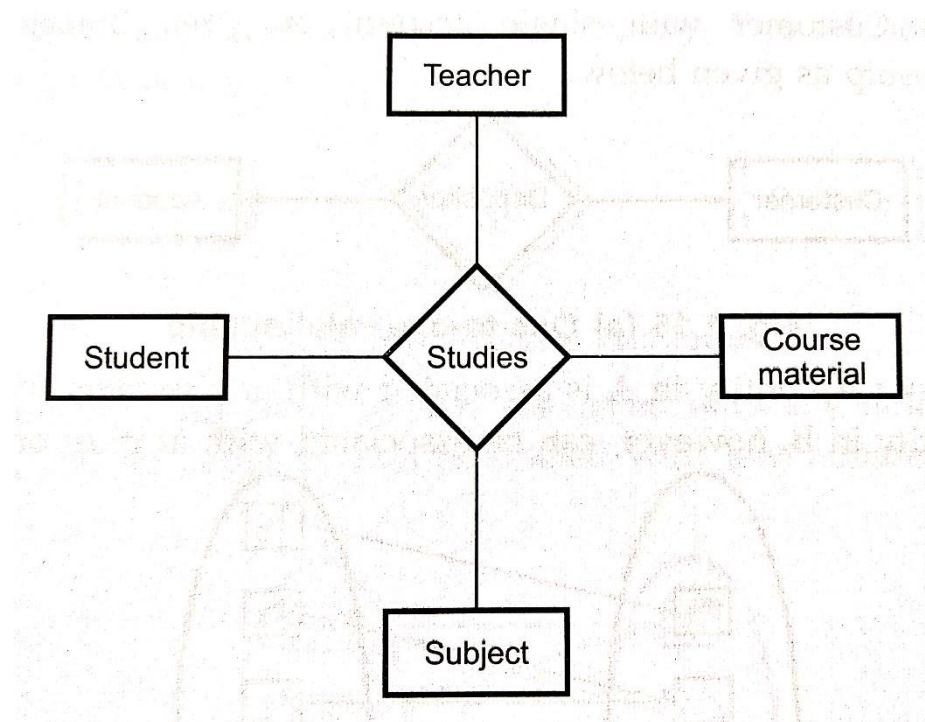 Teacher
Student
Studies
Course
material
Subject